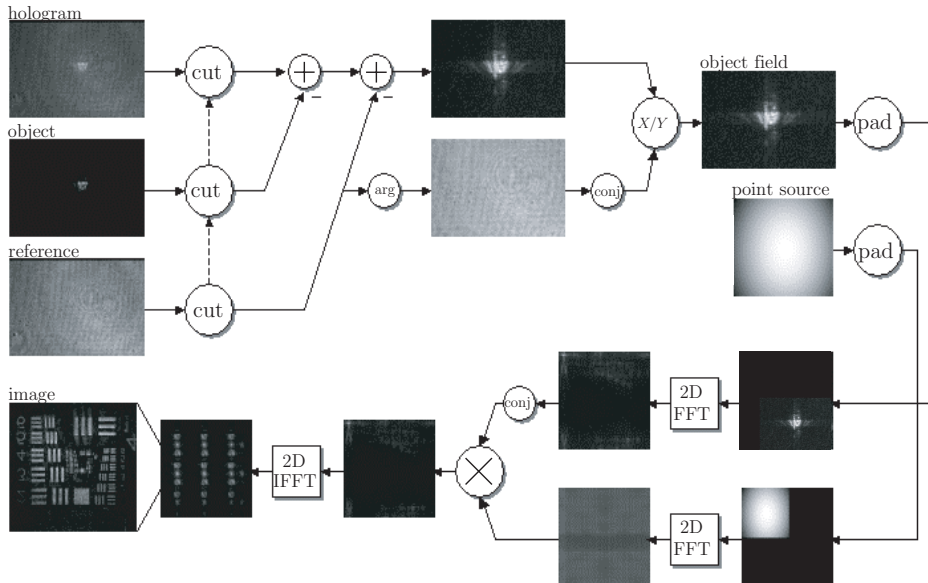 hologram
cut
+
−
+
−
object field
X/Y
pad
object
cut
arg
conj
point source
pad
reference
cut
image
conj
2D
FFT
2D
IFFT
2D
FFT